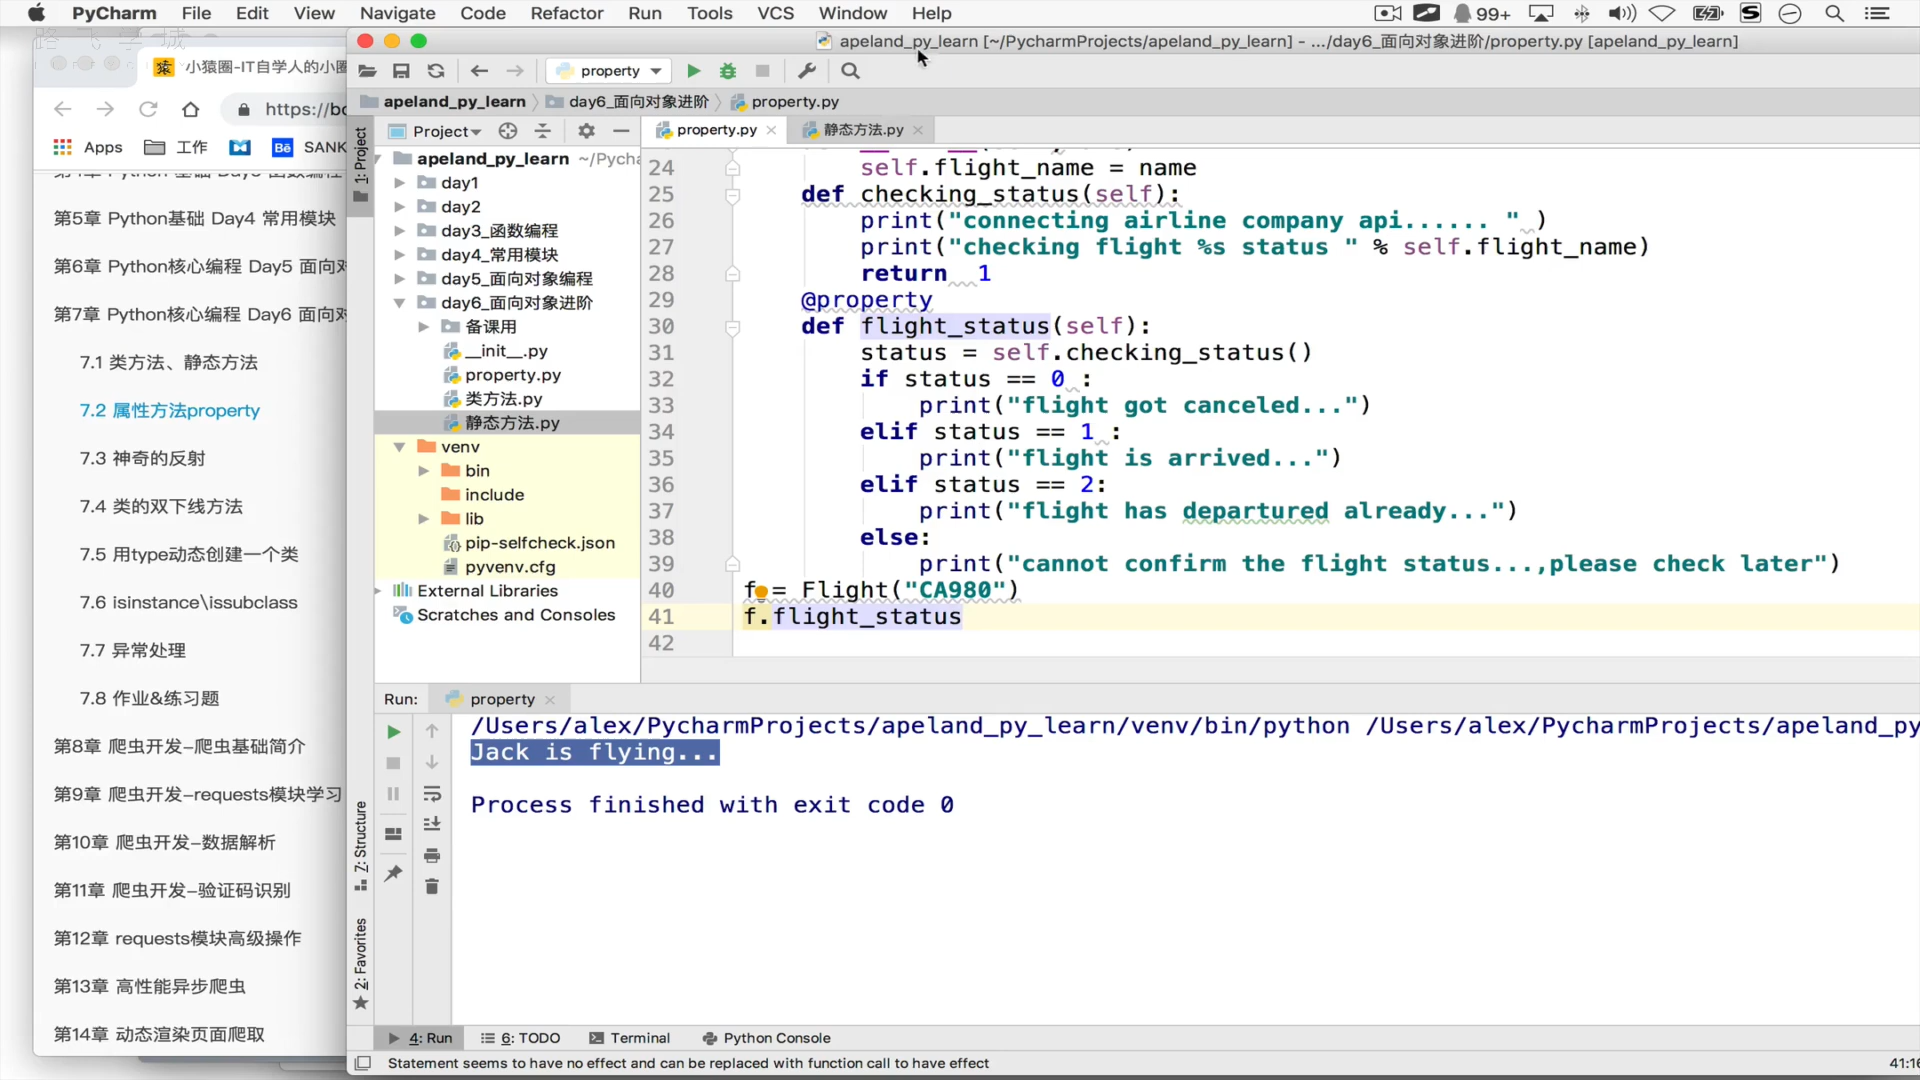 PyCharm File Edit View Navigate Code Refactor Run Tools VCS Window Help 99+
路飞学城
apeland_py_learn [~/PycharmProjects/apeland_py_learn] - .../day6_面向对象进阶/property.py [apeland_py_learn]
小猿圈-IT自学人的小圈
property
https://bo
apeland_py_learn day6_面向对象进阶 property.py
Apps 工作 Bē SANK
第5章 Python基础 Day4 常用模块
第6章 Python核心编程 Day5 面向对
第7章 Python核心编程 Day6 面向对
7.1 类方法、静态方法
7.2 属性方法property
7.3 神奇的反射
7.4 类的双下线方法
7.5 用type动态创建一个类
7.6 isinstance\issubclass
7.7 异常处理
7.8 作业&练习题
第8章 爬虫开发-爬虫基础简介
第9章 爬虫开发-requests模块学习
第10章 爬虫开发-数据解析
第11章 爬虫开发-验证码识别
第12章 requests模块高级操作
第13章 高性能异步爬虫
第14章 动态渲染页面爬取
1: Project
7: Structure
2: Favorites
Project
apeland_py_learn ~/Pycha
day1
day2
day3_函数编程
day4_常用模块
day5_面向对象编程
day6_面向对象进阶
备课用
__init__.py
property.py
类方法.py
静态方法.py
venv
bin
include
lib
pip-selfcheck.json
pyvenv.cfg
External Libraries
Scratches and Consoles
property.py 静态方法.py
24 self.flight_name = name
25 def checking_status(self):
26 print("connecting airline company api...... " )
27 print("checking flight %s status " % self.flight_name)
28 return  1
29 @property
30 def flight_status(self):
31 status = self.checking_status()
32 if status == 0 :
33 print("flight got canceled...")
34 elif status == 1 :
35 print("flight is arrived...")
36 elif status == 2:
37 print("flight has departured already...")
38 else:
39 print("cannot confirm the flight status...,please check later")
40 f = Flight("CA980")
41 f.flight_status
42
Run: property
/Users/alex/PycharmProjects/apeland_py_learn/venv/bin/python /Users/alex/PycharmProjects/apeland_py
Jack is flying...
Process finished with exit code 0
4: Run 6: TODO Terminal Python Console
Statement seems to have no effect and can be replaced with function call to have effect
41:16